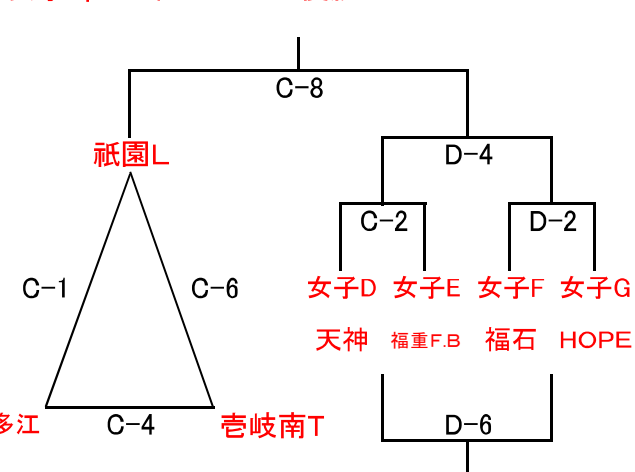 C-8
祇園L
D-4
C-2
D-2
C-1
C-6
女子D 女子E 女子F 女子G
天神 福重F.B 福石 HOPE
多江
C-4
壱岐南T
D-6